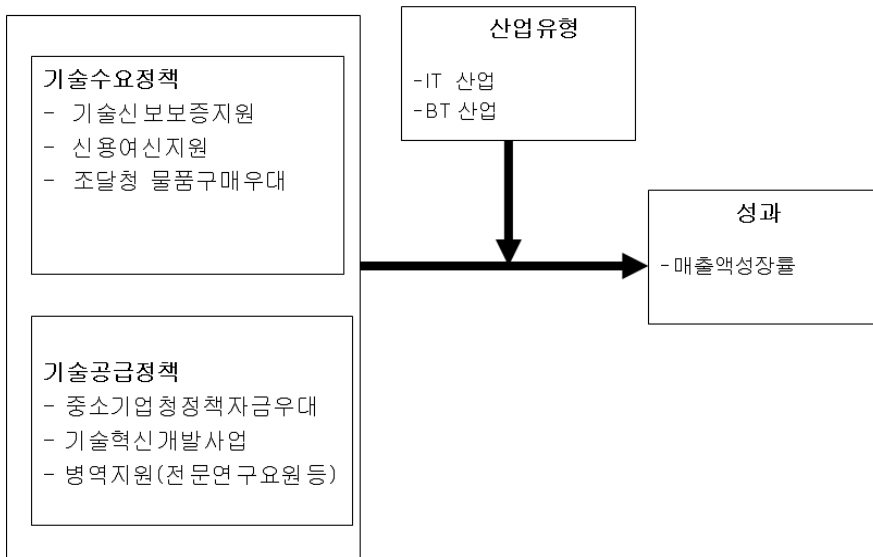 기술수요정책
- 기술신보보증지원
- 신용여신지원
- 조달청 물품구매우대
기술공급정책
- 중소기업청정책자금우대
- 기술혁신개발사업
- 병역지원(전문연구요원등)
산업유형
-IT 산업
-BT 산업
성과
-매출액성장률